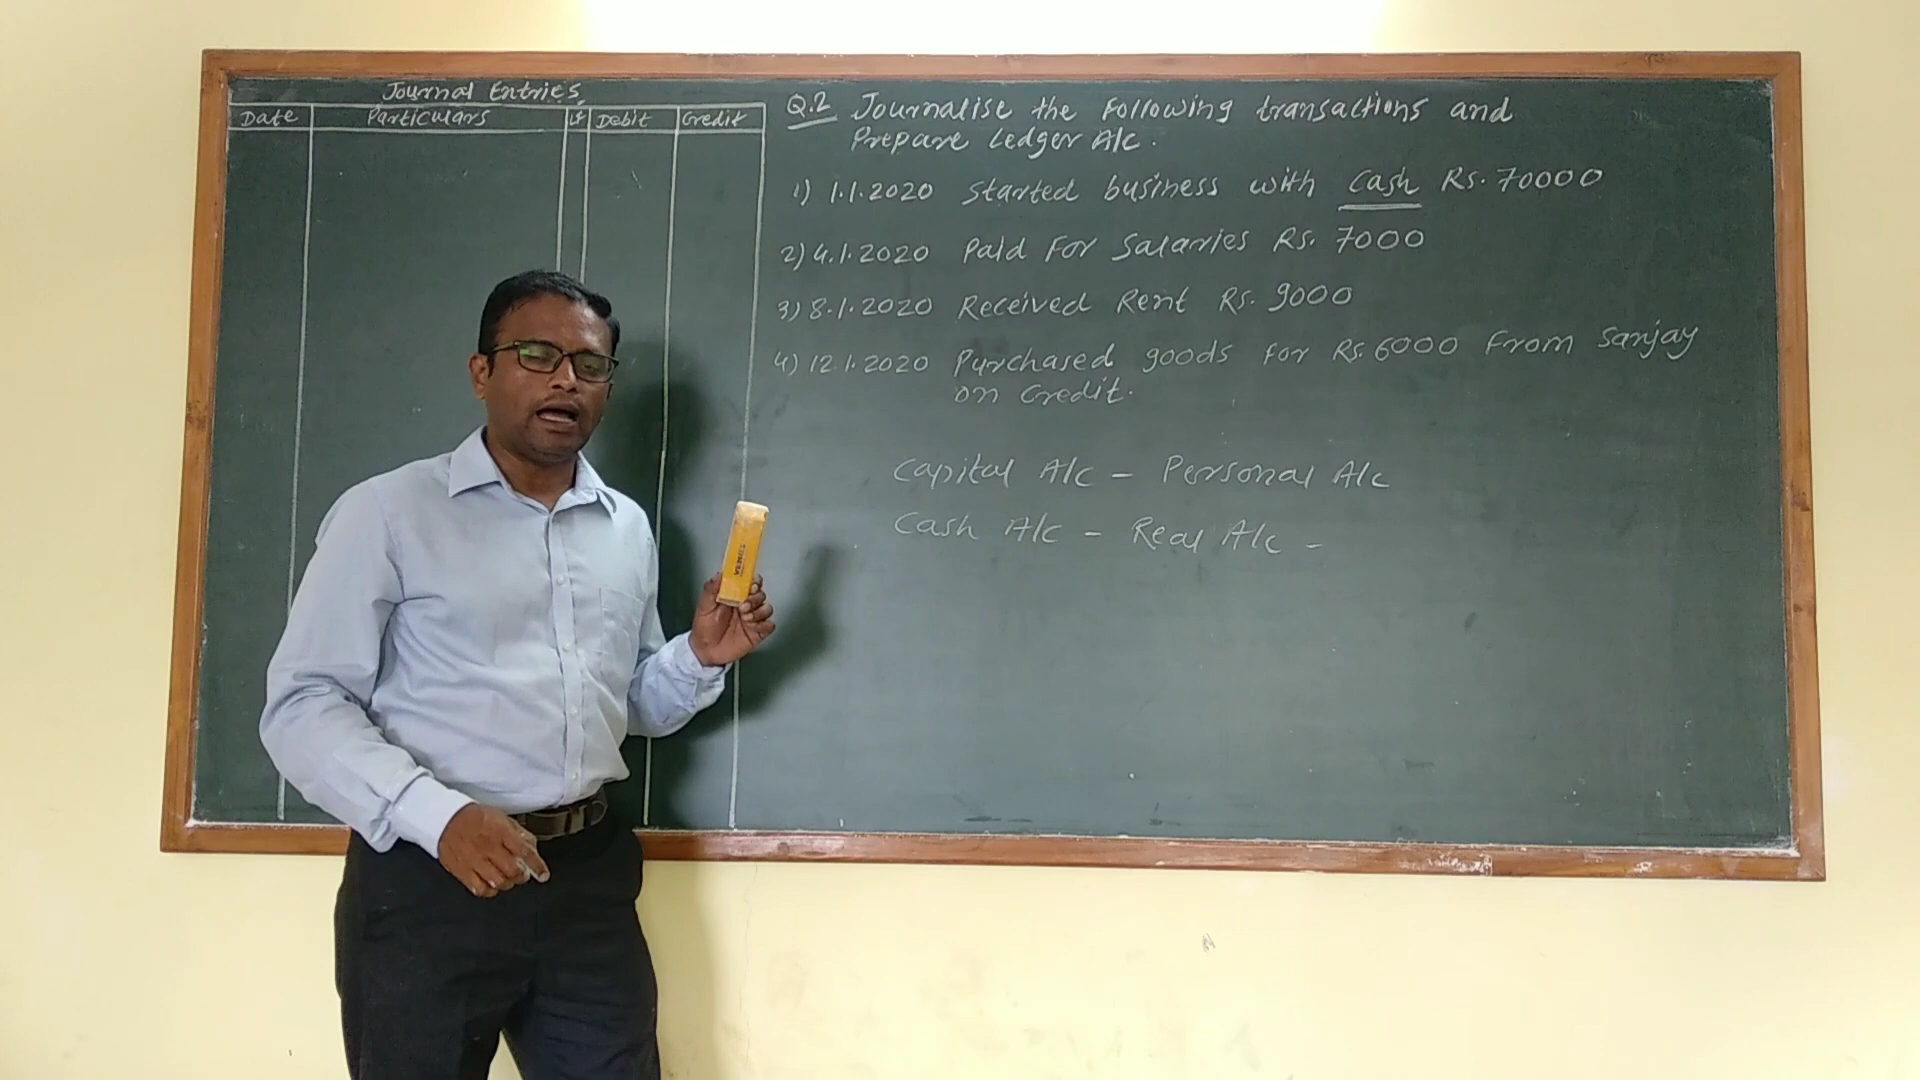 Journal Entries
Date Particulars Lf Debit Credit
Q.2 Journalise the following transactions and
Prepare Ledger A/c.
1) 1.1.2020 Started business with Cash Rs. 70000
2) 4.1.2020 Paid For Salaries Rs. 7000
3) 8.1.2020 Received Rent Rs. 9000
4) 12.1.2020 Purchased goods for Rs. 6000 From Sanjay
on Credit.
Capital A/c - Personal A/c
Cash A/c - Real A/c -